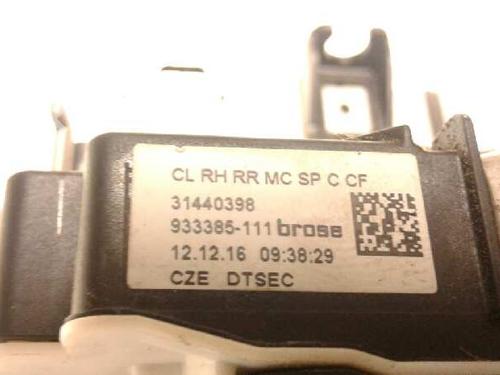 CL RH RR MC SP C CF
31440398
933385-111 brose
12.12.16 09:38:29
CZE DTSEC